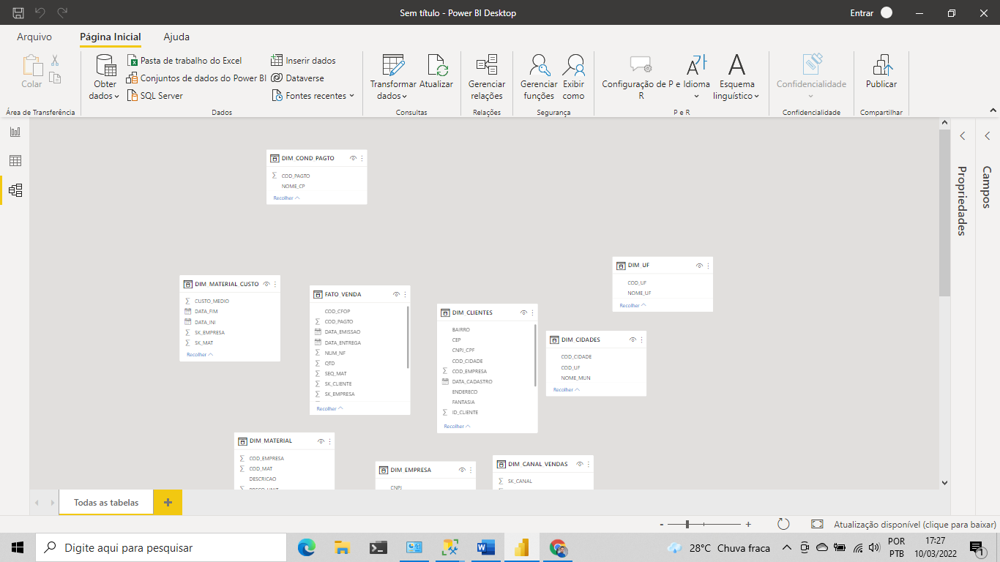 Sem título - Power BI Desktop
Entrar
Arquivo
Página Inicial
Ajuda
Colar
Área de Transferência
Obter
dados
Pasta de trabalho do Excel
Conjuntos de dados do Power BI
SQL Server
Inserir dados
Dataverse
Fontes recentes
Dados
Transformar
dados
Atualizar
Consultas
Gerenciar
relações
Relações
Gerenciar
funções
Exibir
como
Segurança
Configuração de P e
R
Idioma
Esquema
linguístico
P e R
Confidencialidade
Confidencialidade
Publicar
Compartilhar
DIM_COND_PAGTO
COD_PAGTO
NOME_CP
Recolher
DIM_MATERIAL_CUSTO
CUSTO_MEDIO
DATA_FIM
DATA_INI
SK_EMPRESA
SK_MAT
Recolher
FATO_VENDA
COD_CFOP
COD_PAGTO
DATA_EMISSAO
DATA_ENTREGA
NUM_NF
QTD
SEQ_MAT
SK_CLIENTE
SK_EMPRESA
Recolher
DIM_CLIENTES
BAIRRO
CEP
CNPJ_CPF
COD_CIDADE
COD_EMPRESA
DATA_CADASTRO
ENDERECO
FANTASIA
ID_CLIENTE
Recolher
DIM_UF
COD_UF
NOME_UF
Recolher
DIM_CIDADES
COD_CIDADE
COD_UF
NOME_MUN
Recolher
DIM_MATERIAL
COD_EMPRESA
COD_MAT
DESCRICAO
PRECO_UNIT
DIM_EMPRESA
CNPJ
DIM_CANAL_VENDAS
SK_CANAL
Propriedades
Campos
Todas as tabelas
Atualização disponível (clique para baixar)
Digite aqui para pesquisar
28°C Chuva fraca
POR
PTB
17:27
10/03/2022
1